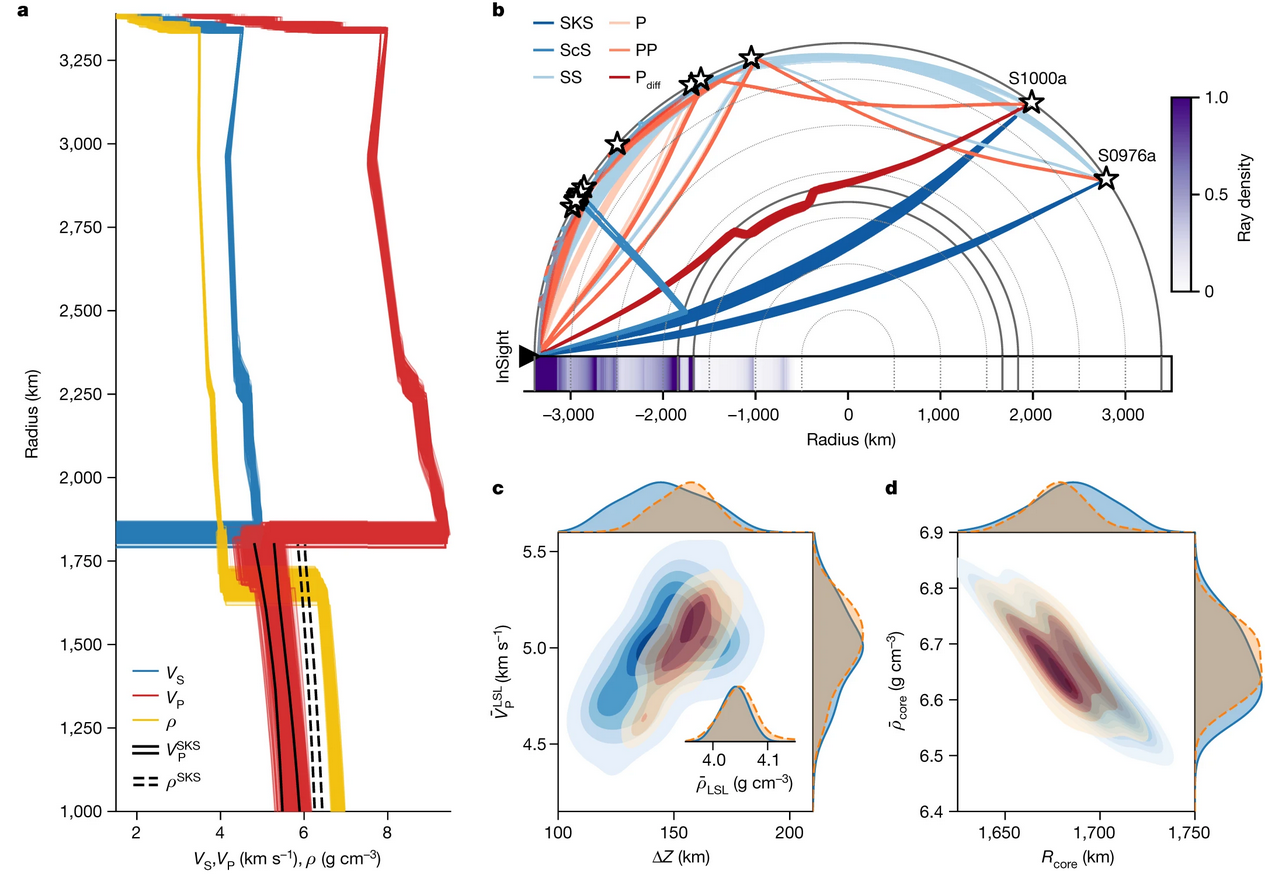 a
3,250
3,000
2,750
2,500
2,250
2,000
1,750
1,500
1,250
1,000
Radius (km)
V_S
V_P
ρ
V_P^SKS
ρ^SKS
2 4 6 8
V_S,V_P (km s⁻¹), ρ (g cm⁻³)
b
SKS P
ScS PP
SS P_diff
S1000a
S0976a
InSight
−3,000 −2,000 −1,000 0 1,000 2,000 3,000
Radius (km)
1.0
0.5
0
Ray density
c
5.5
5.0
4.5
V̄_P^LSL (km s⁻¹)
4.0 4.1
ρ̄_LSL (g cm⁻³)
100 150 200
ΔZ (km)
d
6.9
6.8
6.7
6.6
6.5
6.4
ρ̄_core (g cm⁻³)
1,650 1,700 1,750
R_core (km)